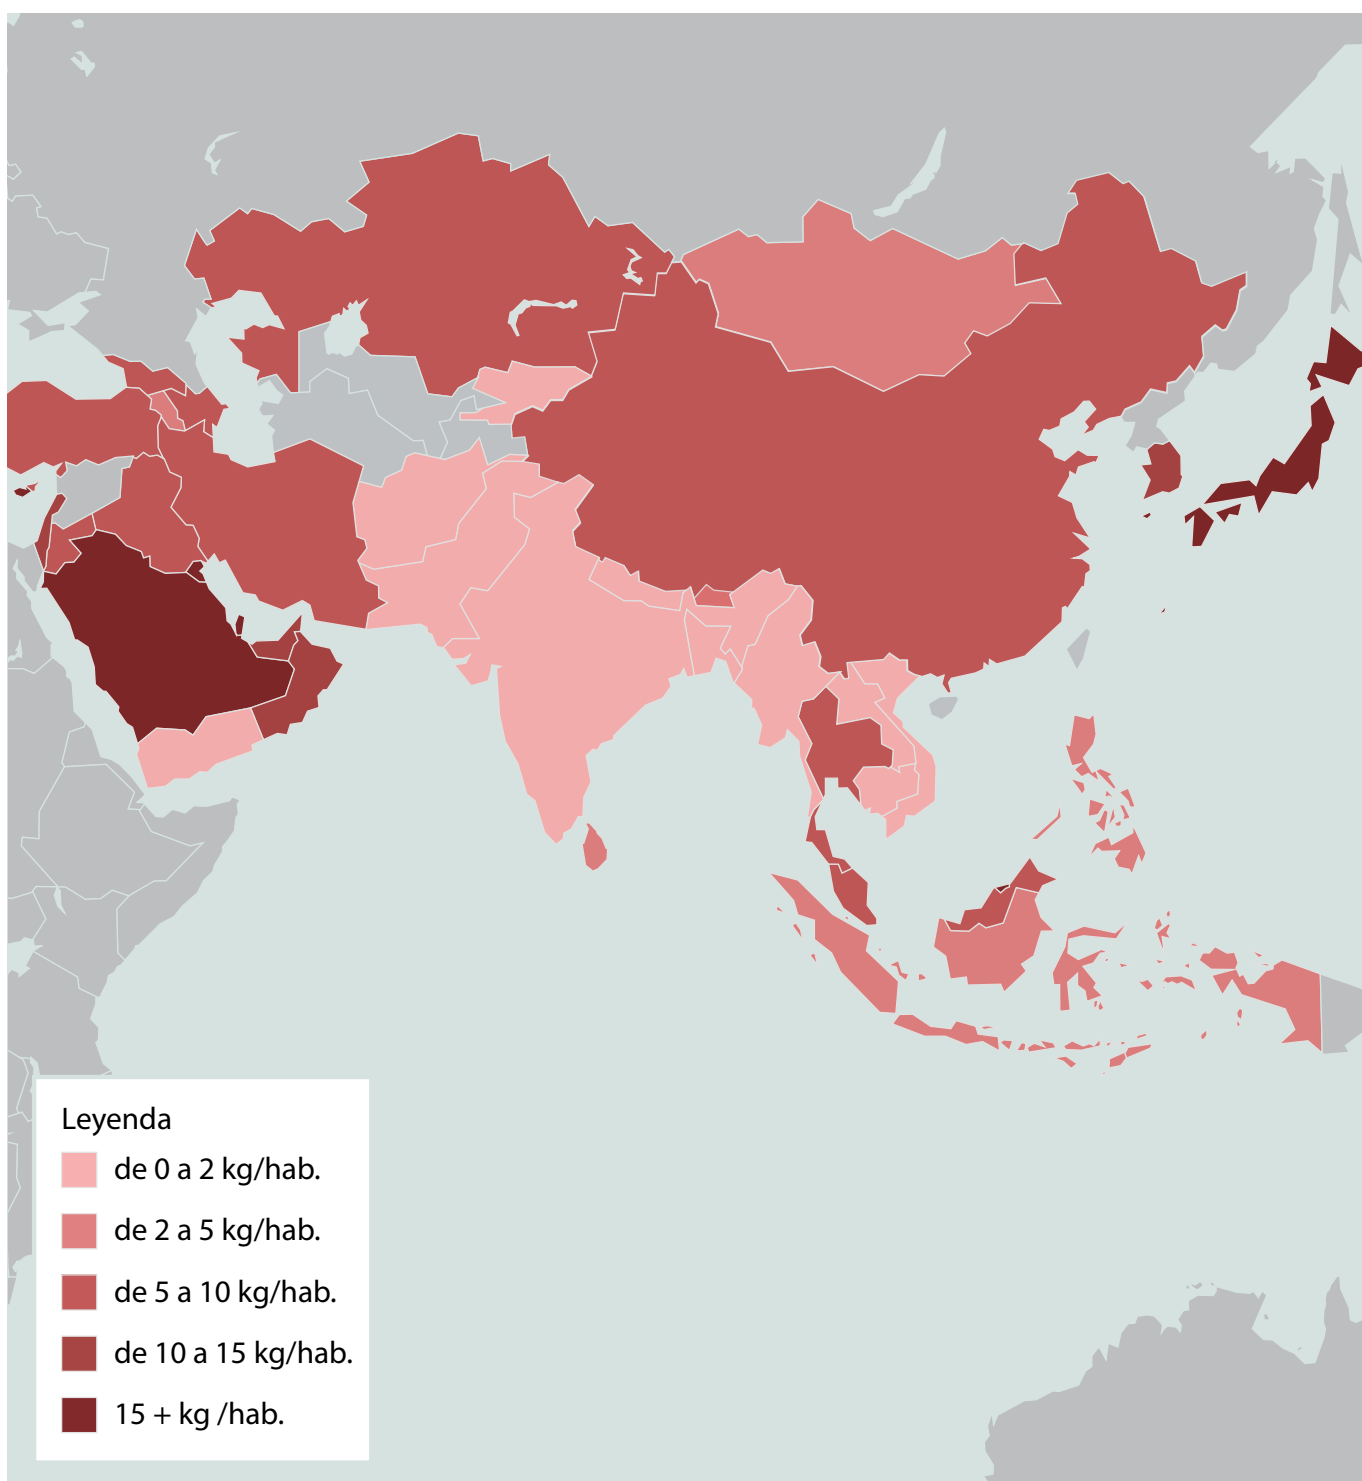 Leyenda
de 0 a 2 kg/hab.
de 2 a 5 kg/hab.
de 5 a 10 kg/hab.
de 10 a 15 kg/hab.
15 + kg /hab.